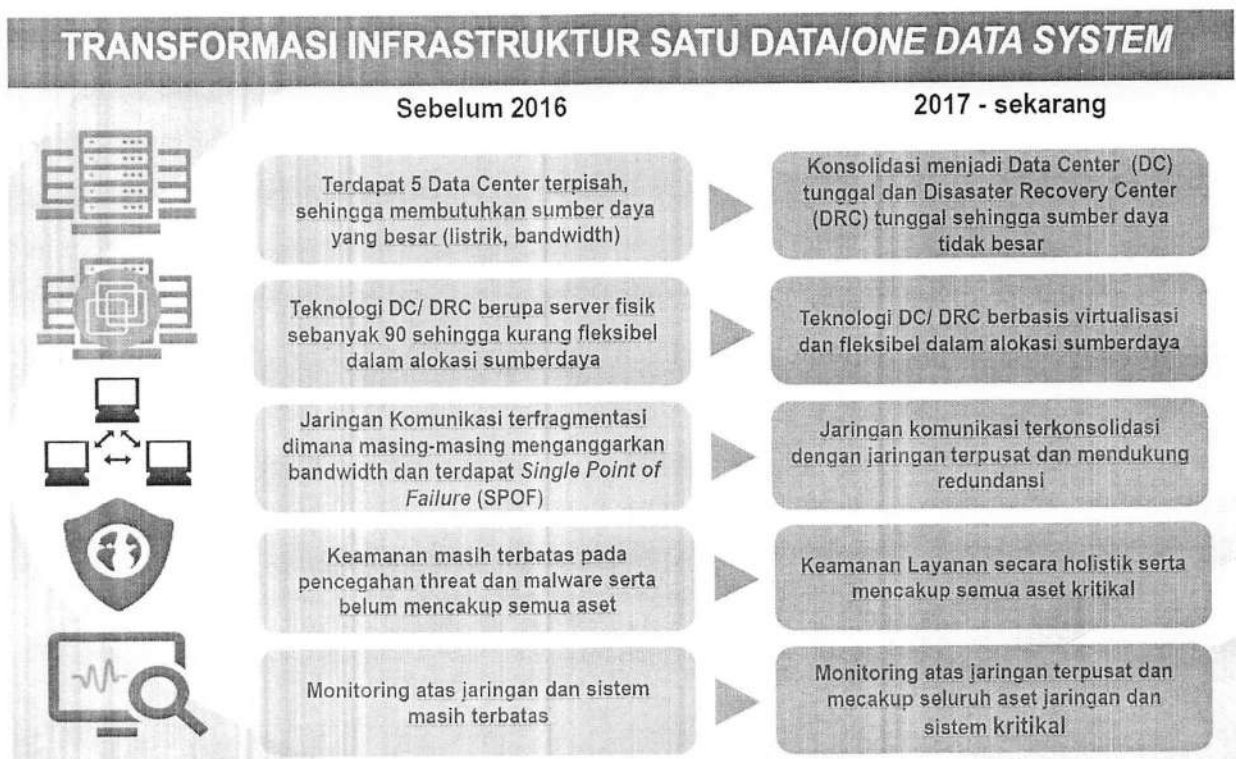 TRANSFORMASI INFRASTRUKTUR SATU DATA/ONE DATA SYSTEM
Sebelum 2016
2017 - sekarang
Terdapat 5 Data Center terpisah,
sehingga membutuhkan sumber daya
yang besar (listrik, bandwidth)
Konsolidasi menjadi Data Center (DC)
tunggal dan Disasater Recovery Center
(DRC) tunggal sehingga sumber daya
tidak besar
Teknologi DC/ DRC berupa server fisik
sebanyak 90 sehingga kurang fleksibel
dalam alokasi sumberdaya
Teknologi DC/ DRC berbasis virtualisasi
dan fleksibel dalam alokasi sumberdaya
Jaringan Komunikasi terfragmentasi
dimana masing-masing menganggarkan
bandwidth dan terdapat Single Point of
Failure (SPOF)
Jaringan komunikasi terkonsolidasi
dengan jaringan terpusat dan mendukung
redundansi
Keamanan masih terbatas pada
pencegahan threat dan malware serta
belum mencakup semua aset
Keamanan Layanan secara holistik serta
mencakup semua aset kritikal
Monitoring atas jaringan dan sistem
masih terbatas
Monitoring atas jaringan terpusat dan
mecakup seluruh aset jaringan dan
sistem kritikal